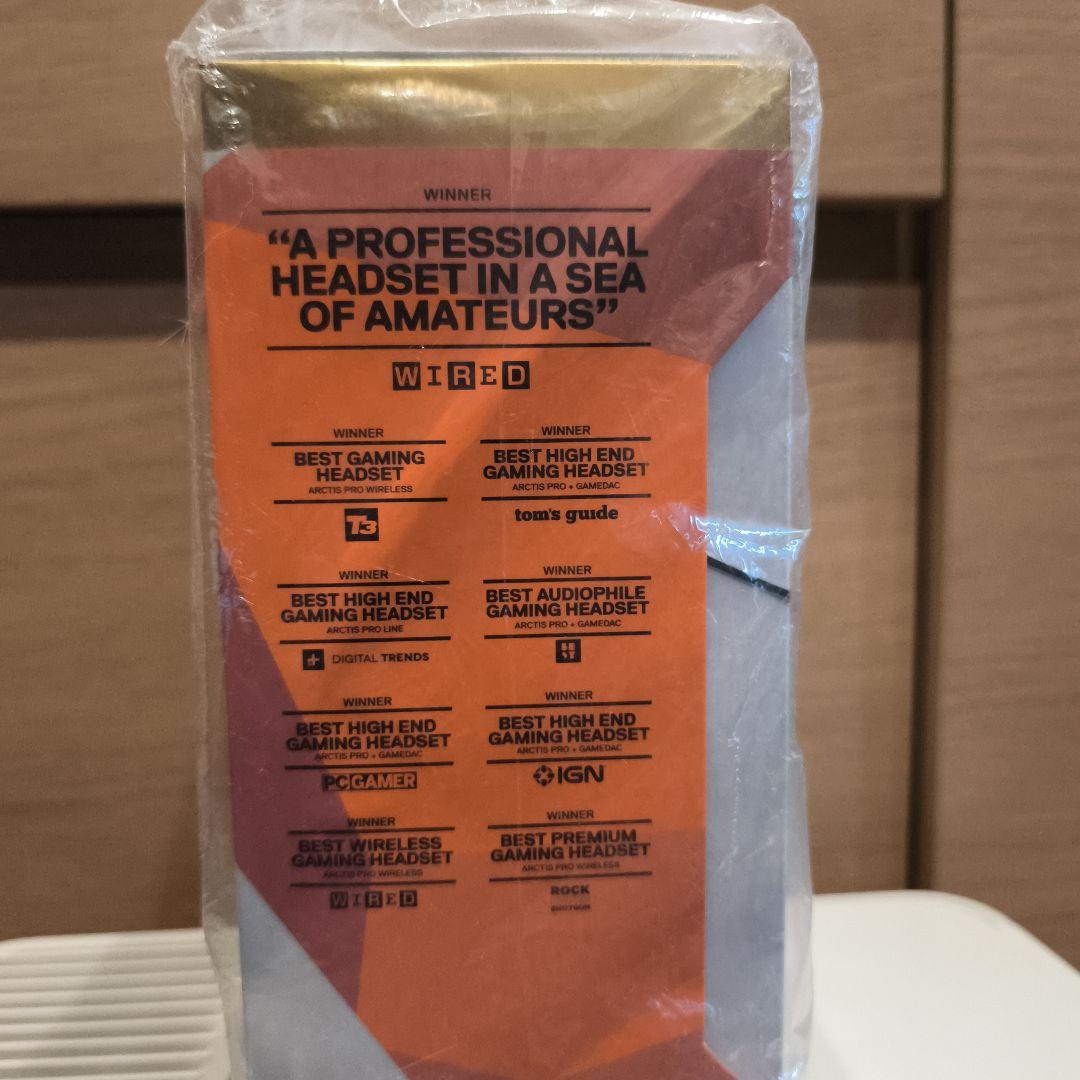 WINNER
“A PROFESSIONAL
HEADSET IN A SEA
OF AMATEURS”
WIRED
WINNER
BEST GAMING
HEADSET
ARCTIS PRO WIRELESS
T3
WINNER
BEST HIGH END
GAMING HEADSET
ARCTIS PRO + GAMEDAC
tom's guide
WINNER
BEST HIGH END
GAMING HEADSET
ARCTIS PRO LINE
DIGITAL TRENDS
WINNER
BEST AUDIOPHILE
GAMING HEADSET
ARCTIS PRO + GAMEDAC
WINNER
BEST HIGH END
GAMING HEADSET
ARCTIS PRO + GAMEDAC
PC GAMER
WINNER
BEST HIGH END
GAMING HEADSET
ARCTIS PRO + GAMEDAC
IGN
WINNER
BEST WIRELESS
GAMING HEADSET
ARCTIS PRO WIRELESS
WIRED
WINNER
BEST PREMIUM
GAMING HEADSET
ARCTIS PRO WIRELESS
ROCK
SHOTGUN